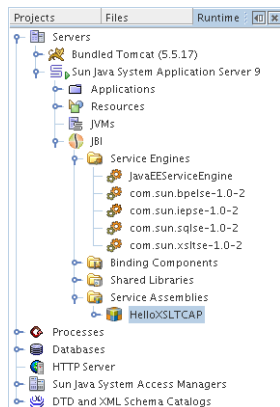 Projects Files Runtime
Servers
Bundled Tomcat (5.5.17)
Sun Java System Application Server 9
Applications
Resources
JVMs
JBI
Service Engines
JavaEEServiceEngine
com.sun.bpelse-1.0-2
com.sun.iepse-1.0-2
com.sun.sqlse-1.0-2
com.sun.xsltse-1.0-2
Binding Components
Shared Libraries
Service Assemblies
HelloXSLTCAP
Processes
Databases
HTTP Server
Sun Java System Access Managers
DTD and XML Schema Catalogs